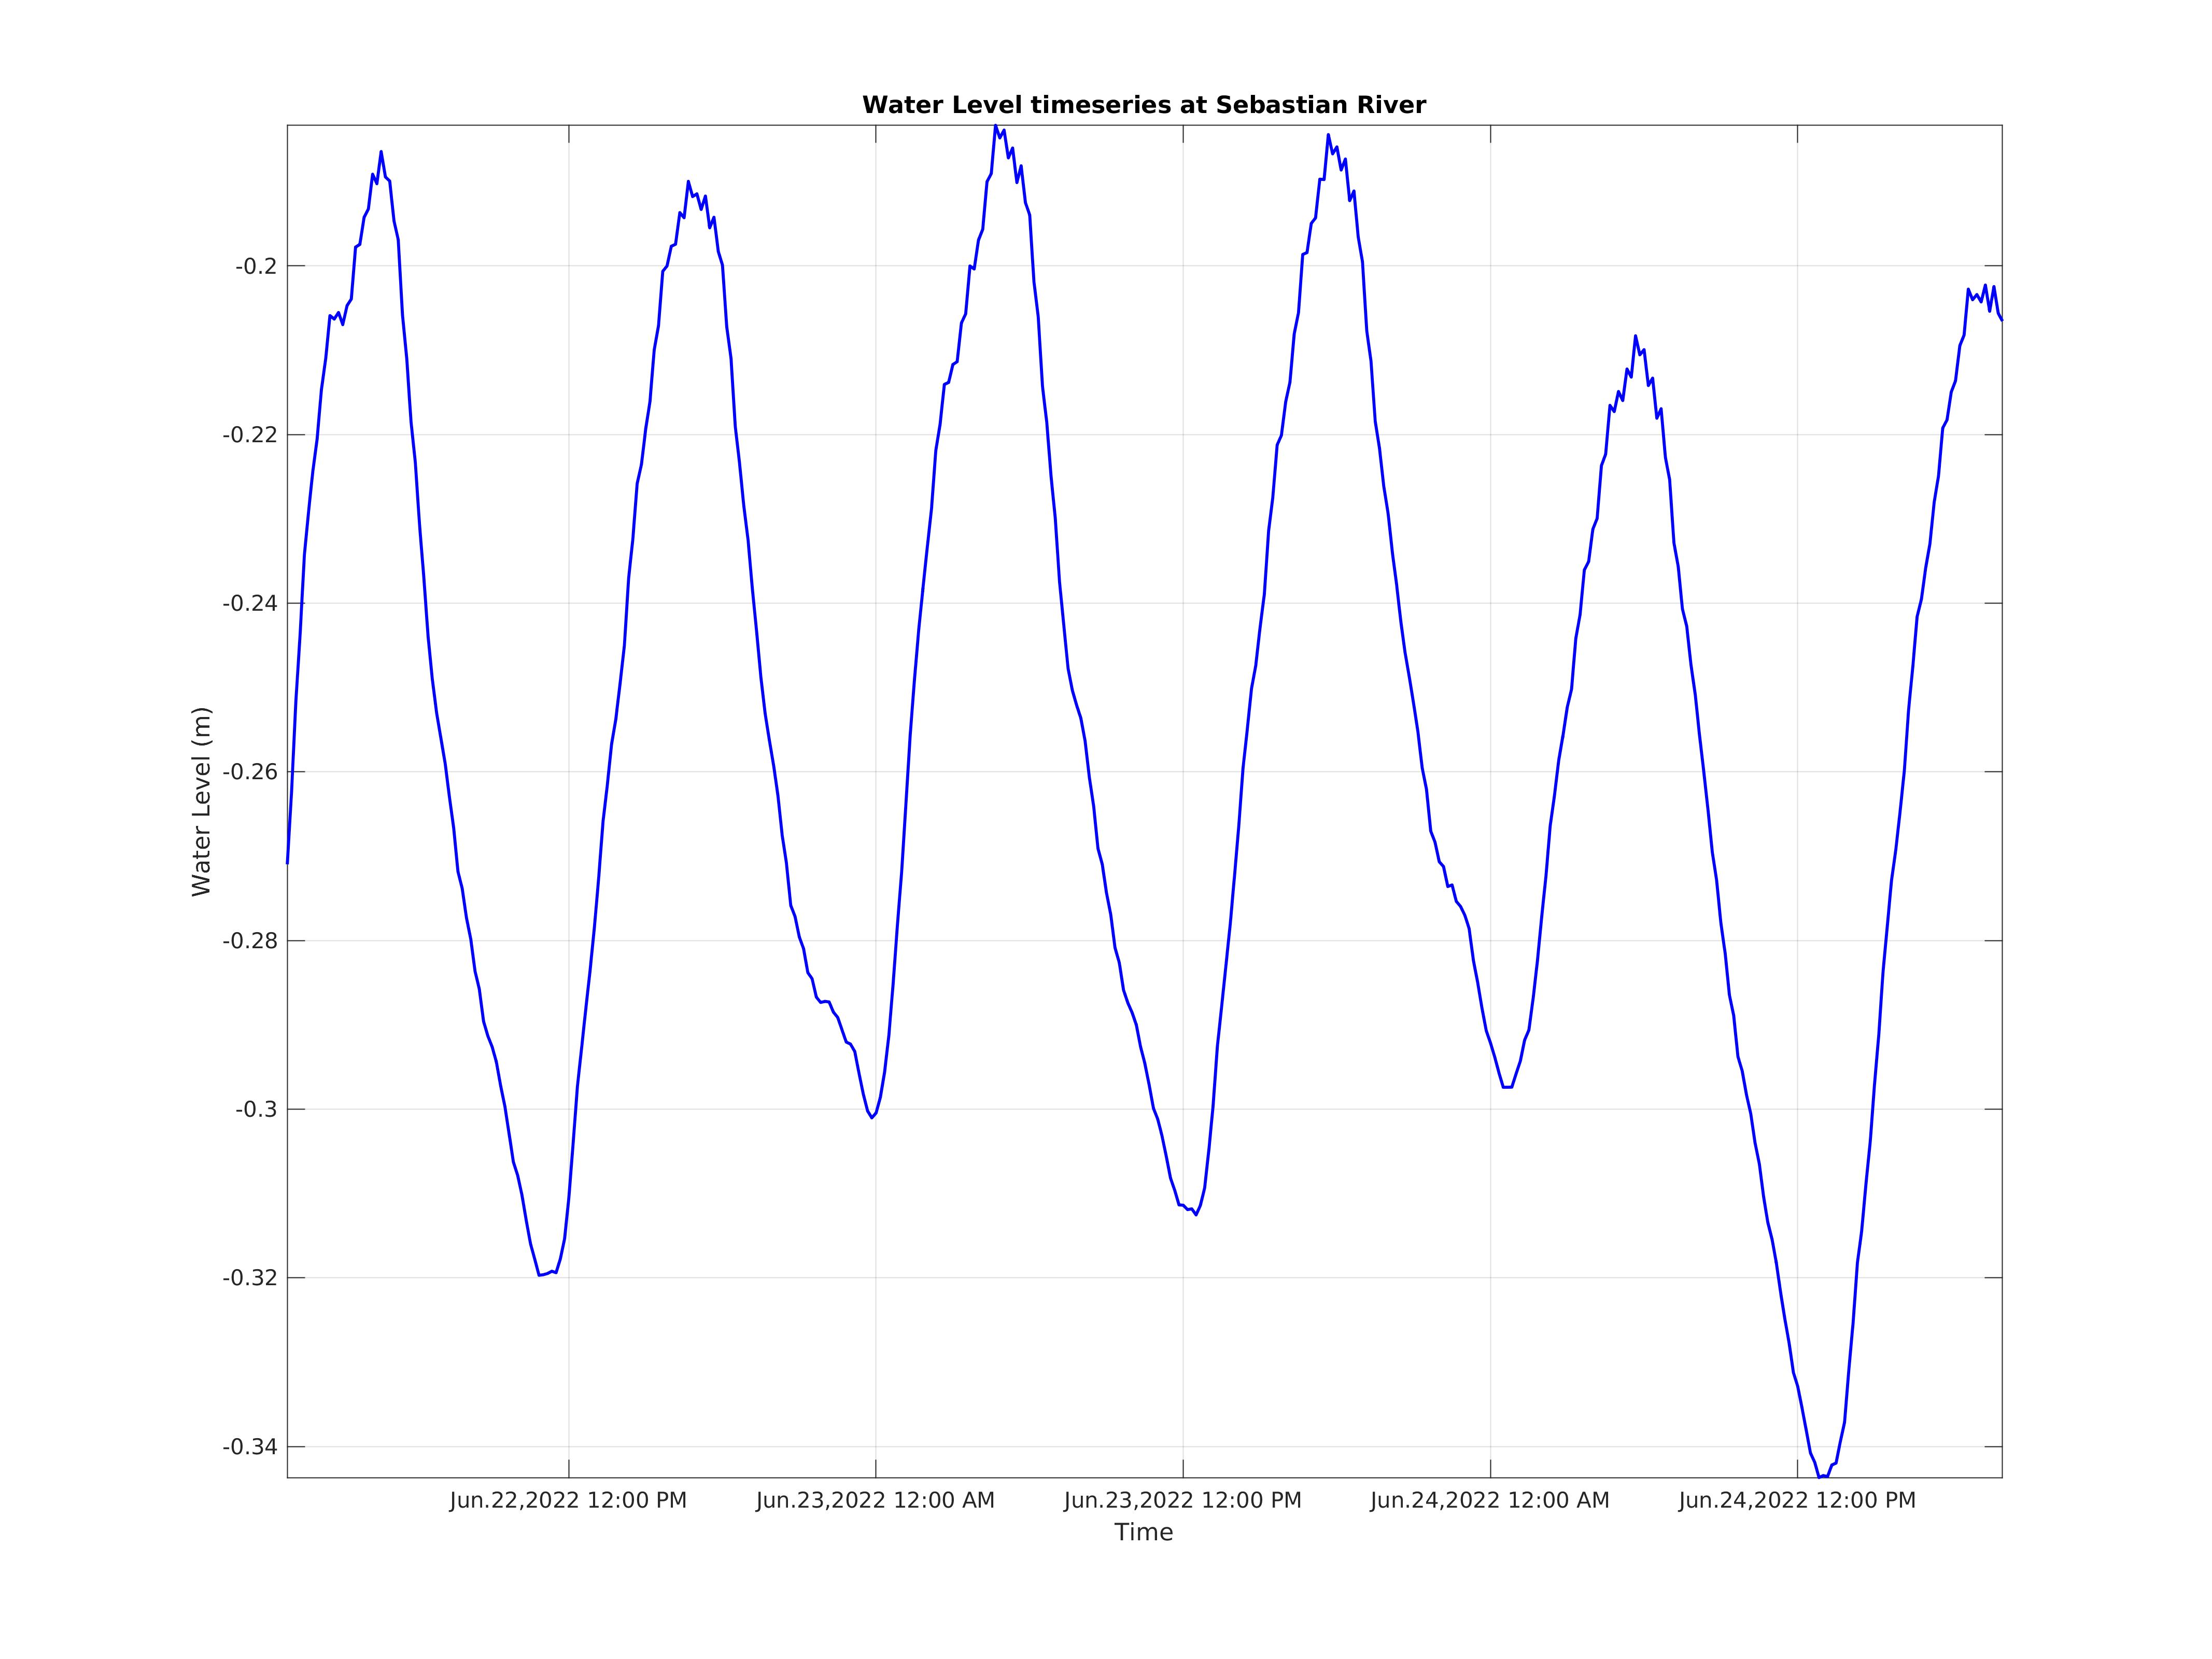 Water Level timeseries at Sebastian River
-0.2
-0.22
-0.24
-0.26
-0.28
-0.3
-0.32
-0.34
Water Level (m)
Jun.22,2022 12:00 PM
Jun.23,2022 12:00 AM
Jun.23,2022 12:00 PM
Jun.24,2022 12:00 AM
Jun.24,2022 12:00 PM
Time